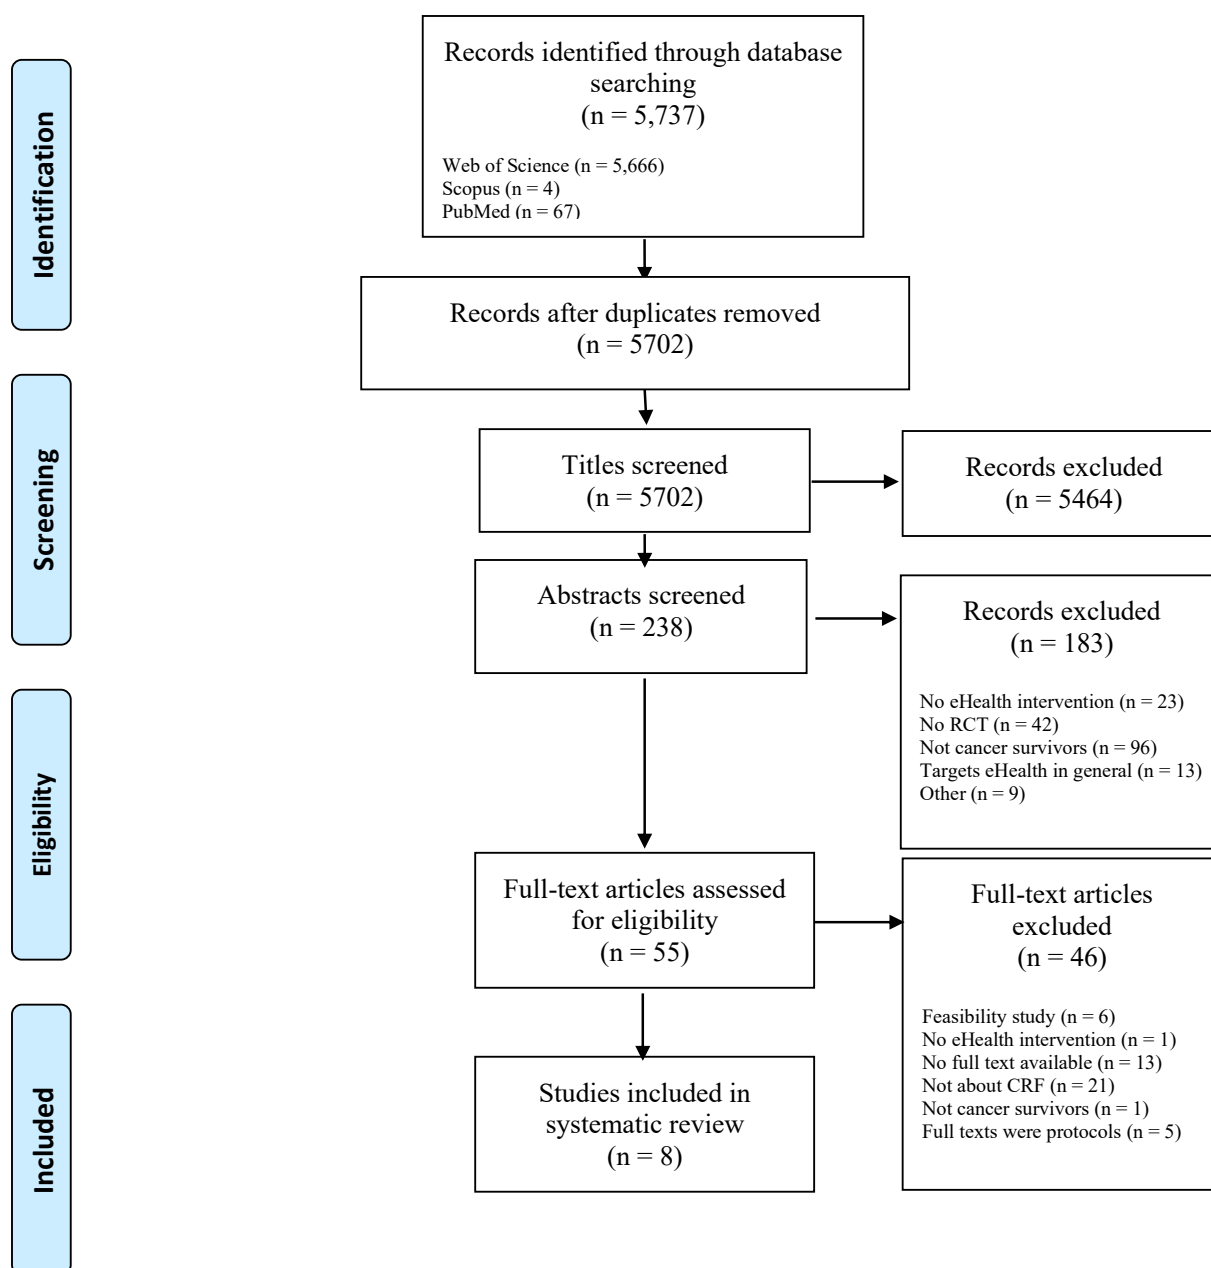 Identification
Records identified through database
searching
(n = 5,737)
Web of Science (n = 5,666)
Scopus (n = 4)
PubMed (n = 67)
Records after duplicates removed
(n = 5702)
Screening
Titles screened
(n = 5702)
Records excluded
(n = 5464)
Abstracts screened
(n = 238)
Records excluded
(n = 183)
No eHealth intervention (n = 23)
No RCT (n = 42)
Not cancer survivors (n = 96)
Targets eHealth in general (n = 13)
Other (n = 9)
Eligibility
Full-text articles assessed
for eligibility
(n = 55)
Full-text articles
excluded
(n = 46)
Feasibility study (n = 6)
No eHealth intervention (n = 1)
No full text available (n = 13)
Not about CRF (n = 21)
Not cancer survivors (n = 1)
Full texts were protocols (n = 5)
Included
Studies included in
systematic review
(n = 8)